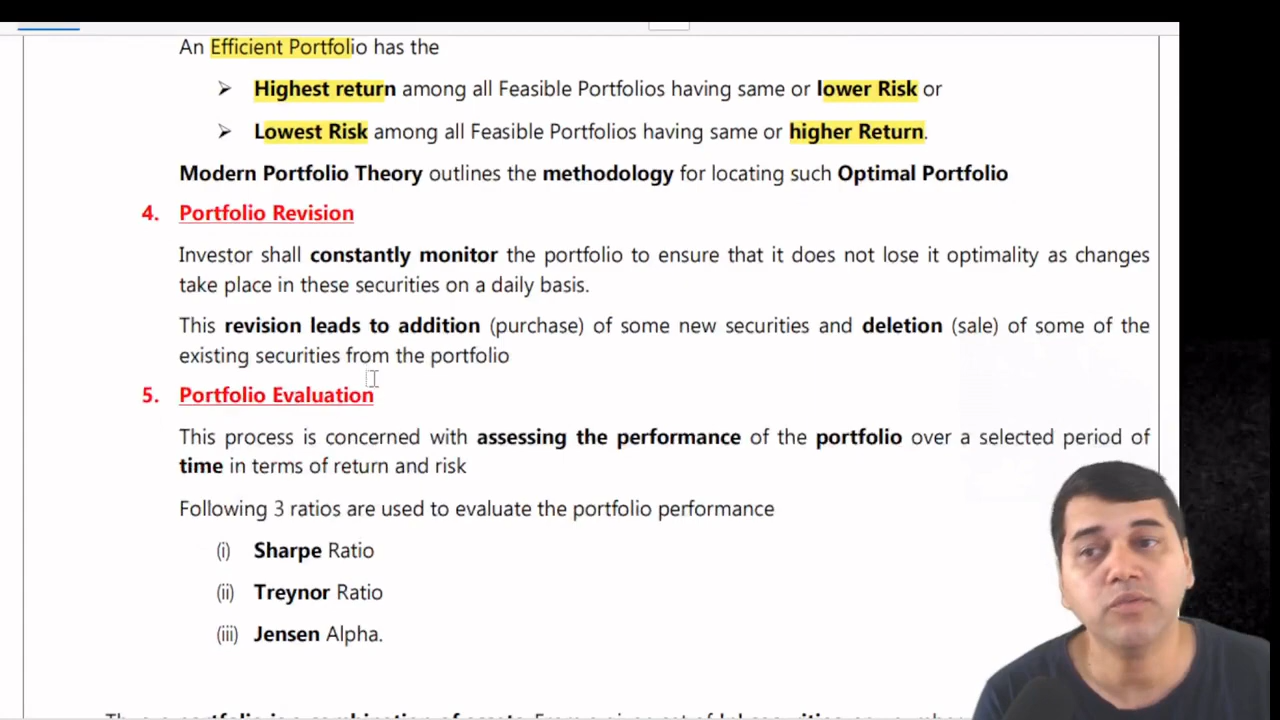 An Efficient Portfolio has the
➢ Highest return among all Feasible Portfolios having same or lower Risk or
➢ Lowest Risk among all Feasible Portfolios having same or higher Return.
Modern Portfolio Theory outlines the methodology for locating such Optimal Portfolio
4. Portfolio Revision
Investor shall constantly monitor the portfolio to ensure that it does not lose it optimality as changes
take place in these securities on a daily basis.
This revision leads to addition (purchase) of some new securities and deletion (sale) of some of the
existing securities from the portfolio
5. Portfolio Evaluation
This process is concerned with assessing the performance of the portfolio over a selected period of
time in terms of return and risk
Following 3 ratios are used to evaluate the portfolio performance
(i) Sharpe Ratio
(ii) Treynor Ratio
(iii) Jensen Alpha.